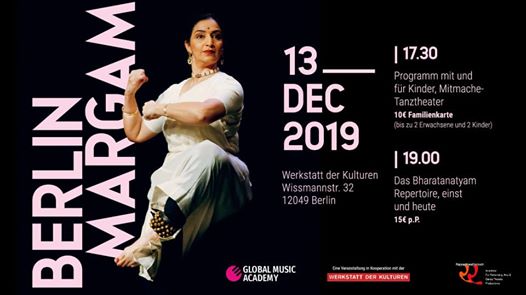 BERLIN
MARGAM
13
DEC
2019
Werkstatt der Kulturen
Wissmannstr. 32
12049 Berlin
| 17.30
Programm mit und
für Kinder, Mitmache-
Tanztheater
10€ Familienkarte
(bis zu 2 Erwachsene und 2 Kinder)
| 19.00
Das Bharatanatyam
Repertoire, einst
und heute
15€ p.P.
GLOBAL MUSIC
ACADEMY
Eine Veranstaltung in Kooperation mit der
WERKSTATT DER KULTUREN